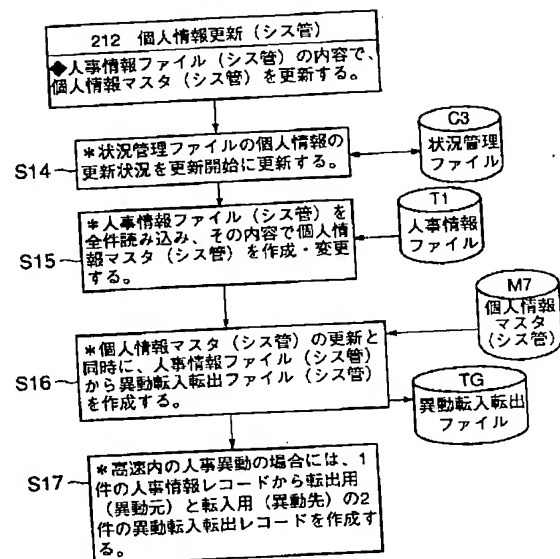 212 個人情報更新（シス管）
◆人事情報ファイル（シス管）の内容で、
個人情報マスタ（シス管）を更新する。
S14
＊状況管理ファイルの個人情報の
更新状況を更新開始に更新する。
C3
状況管理
ファイル
S15
＊人事情報ファイル（シス管）を
全件読み込み、その内容で個人情
報マスタ（シス管）を作成・変更
する。
T1
人事情報
ファイル
S16
＊個人情報マスタ（シス管）の更新と
同時に、人事情報ファイル（シス管）
から異動転入転出ファイル（シス管）
を作成する。
M7
個人情報
マスタ
（シス管）
TG
異動転入転出
ファイル
S17
＊高速内の人事異動の場合には、1
件の人事情報レコードから転出用
（異動元）と転入用（異動先）の2
件の異動転入転出レコードを作成す
る。